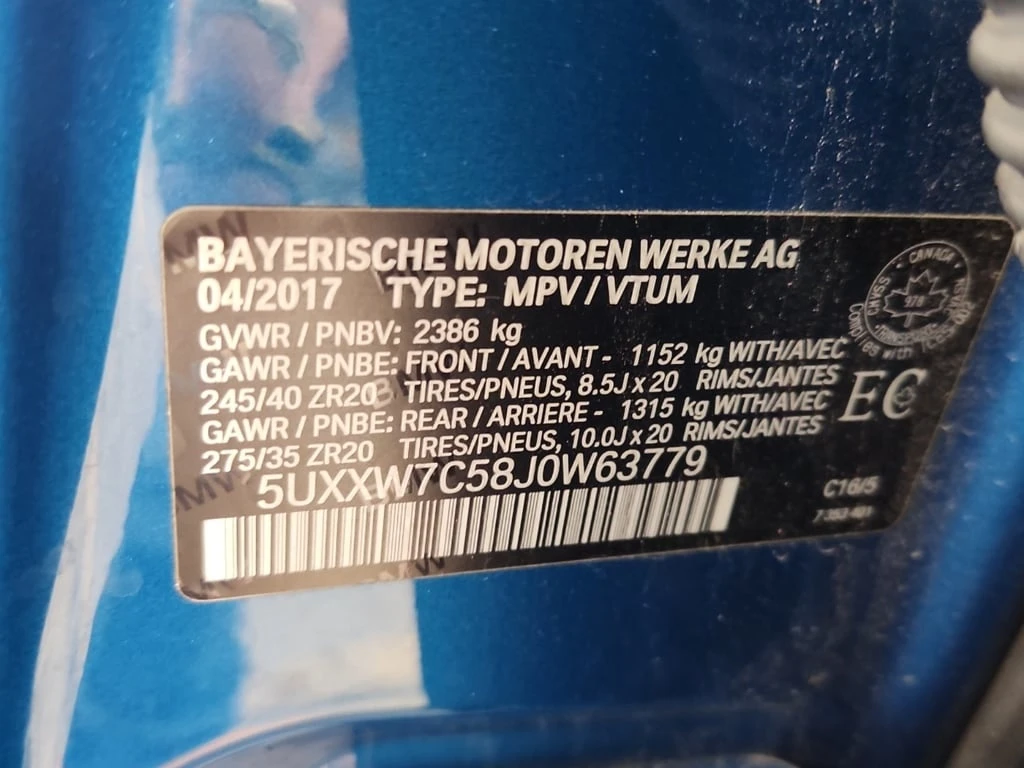 BAYERISCHE MOTOREN WERKE AG
04/2017 TYPE: MPV / VTUM
GVWR / PNBV: 2386 kg
GAWR / PNBE: FRONT / AVANT - 1152 kg WITH/AVEC
245/40 ZR20 TIRES/PNEUS, 8.5J x 20 RIMS/JANTES
GAWR / PNBE: REAR / ARRIERE - 1315 kg WITH/AVEC
275/35 ZR20 TIRES/PNEUS, 10.0J x 20 RIMS/JANTES
5UXXW7C58J0W63779
CANADA
978
EC
C16/5